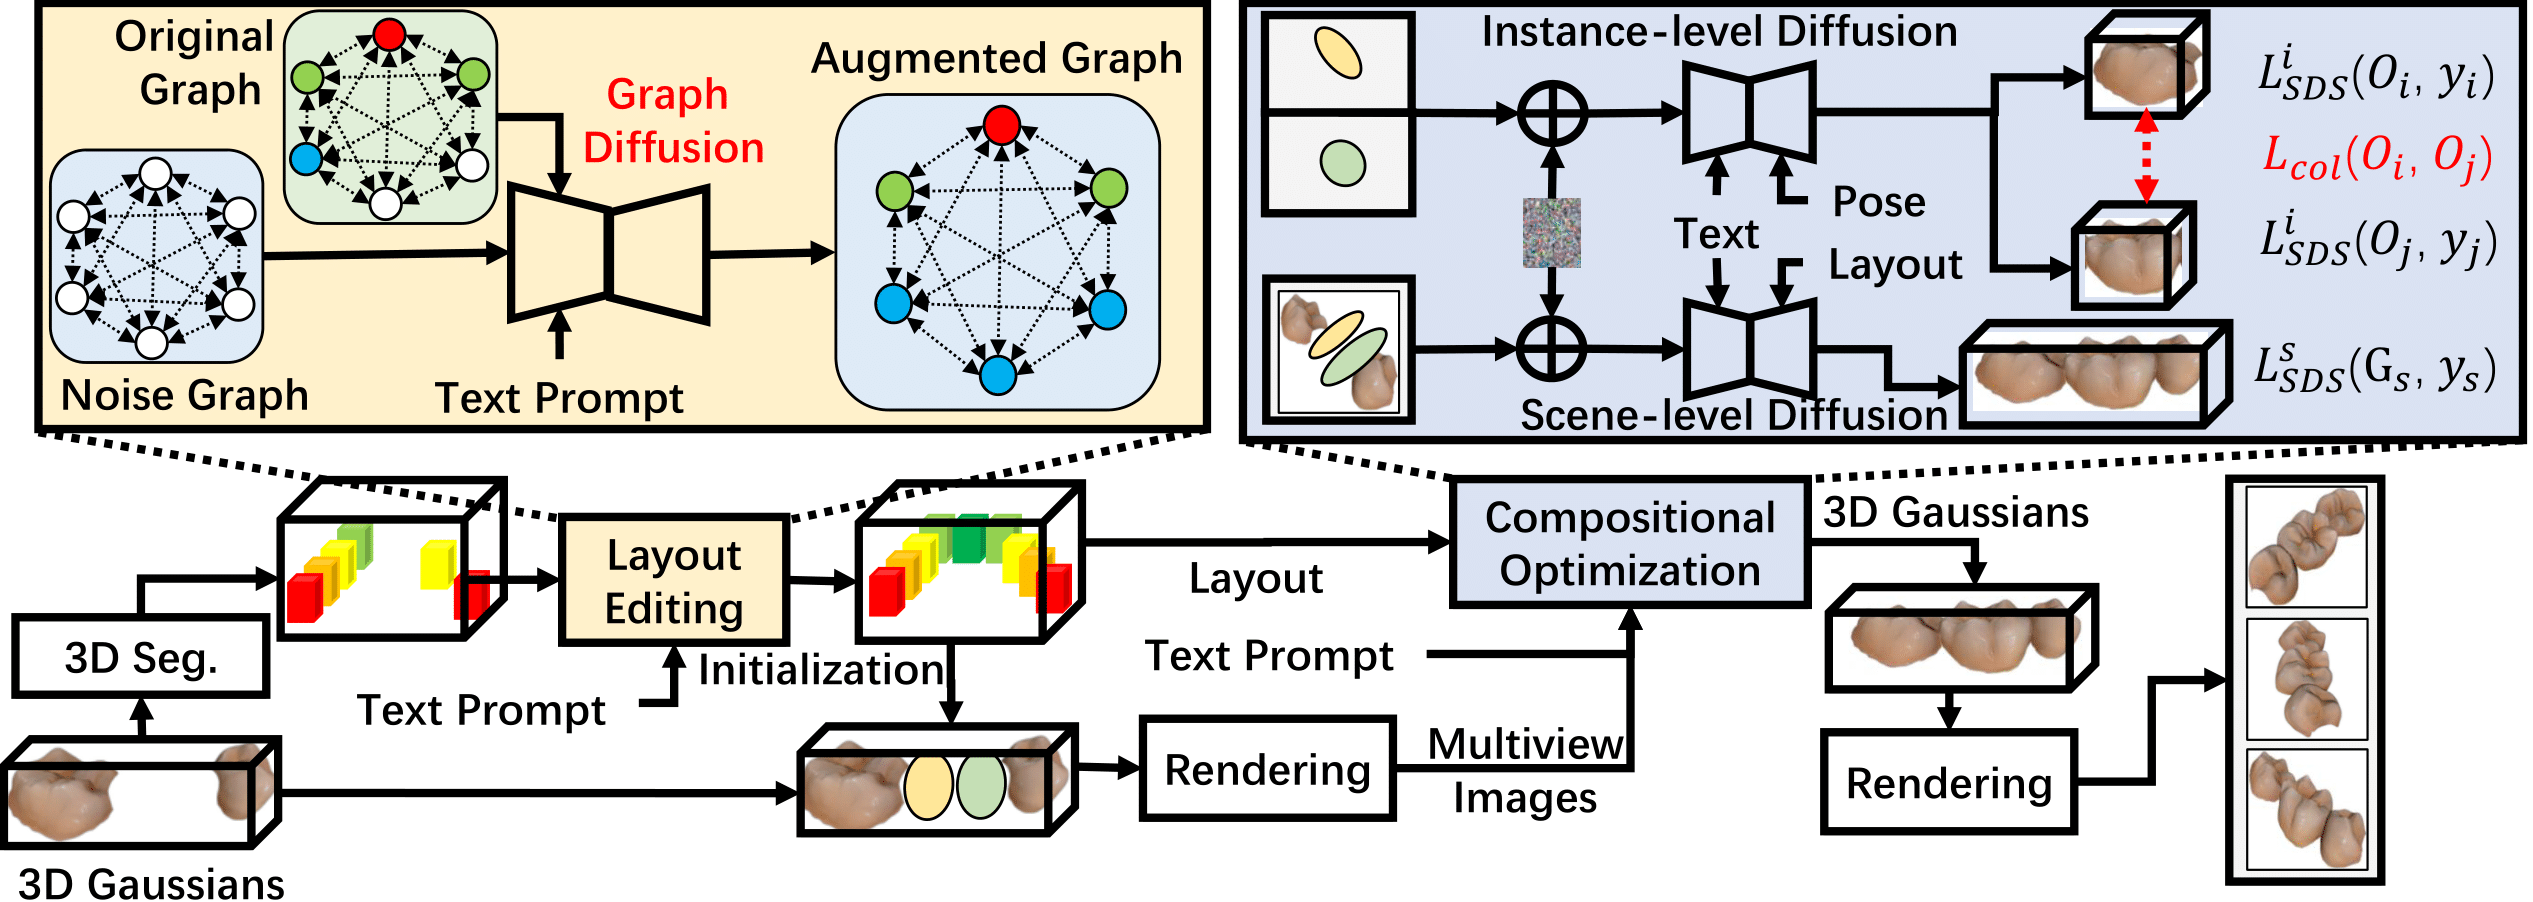 Original
Graph
Graph
Diffusion
Augmented Graph
Noise Graph
Text Prompt
Instance-level Diffusion
Pose
Text
Layout
Scene-level Diffusion
$L_{SDS}^{i}(O_i, y_i)$
$L_{col}(O_i, O_j)$
$L_{SDS}^{i}(O_j, y_j)$
$L_{SDS}^{s}(G_s, y_s)$
3D Seg.
3D Gaussians
Layout
Editing
Text Prompt
Initialization
Layout
Text Prompt
Rendering
Multiview
Images
Compositional
Optimization
3D Gaussians
Rendering